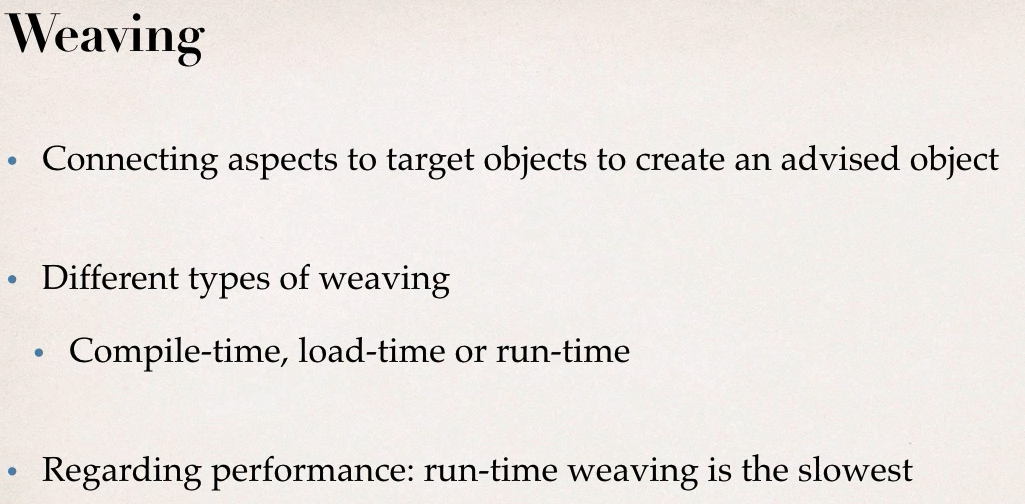 Weaving
• Connecting aspects to target objects to create an advised object
• Different types of weaving
• Compile-time, load-time or run-time
• Regarding performance: run-time weaving is the slowest